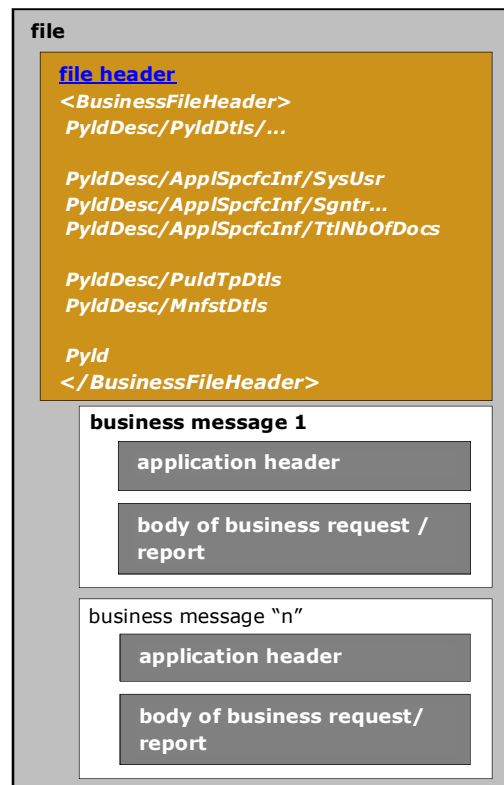 file
file header
<BusinessFileHeader>
PyldDesc/PyldDtls/...
PyldDesc/ApplSpcfcInf/SysUsr
PyldDesc/ApplSpcfcInf/Sgntr...
PyldDesc/ApplSpcfcInf/TtlNbOfDocs
PyldDesc/PuldTpDtls
PyldDesc/MnfstDtls
Pyld
</BusinessFileHeader>
business message 1
application header
body of business request /
report
business message “n”
application header
body of business request/
report